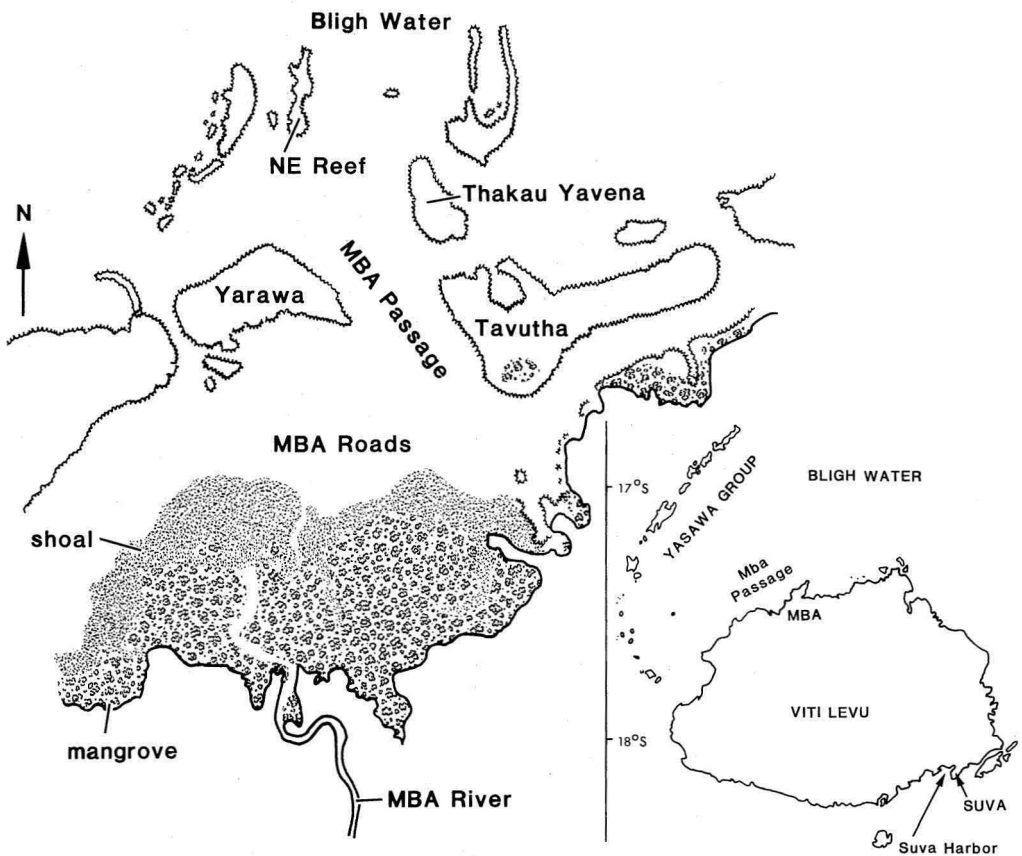 Bligh Water
NE Reef
Thakau Yavena
N
MBA Passage
Yarawa
Tavutha
MBA Roads
shoal
mangrove
MBA River
17°S
YASAWA GROUP
BLIGH WATER
Mba
Passage
MBA
VITI LEVU
18°S
SUVA
Suva Harbor